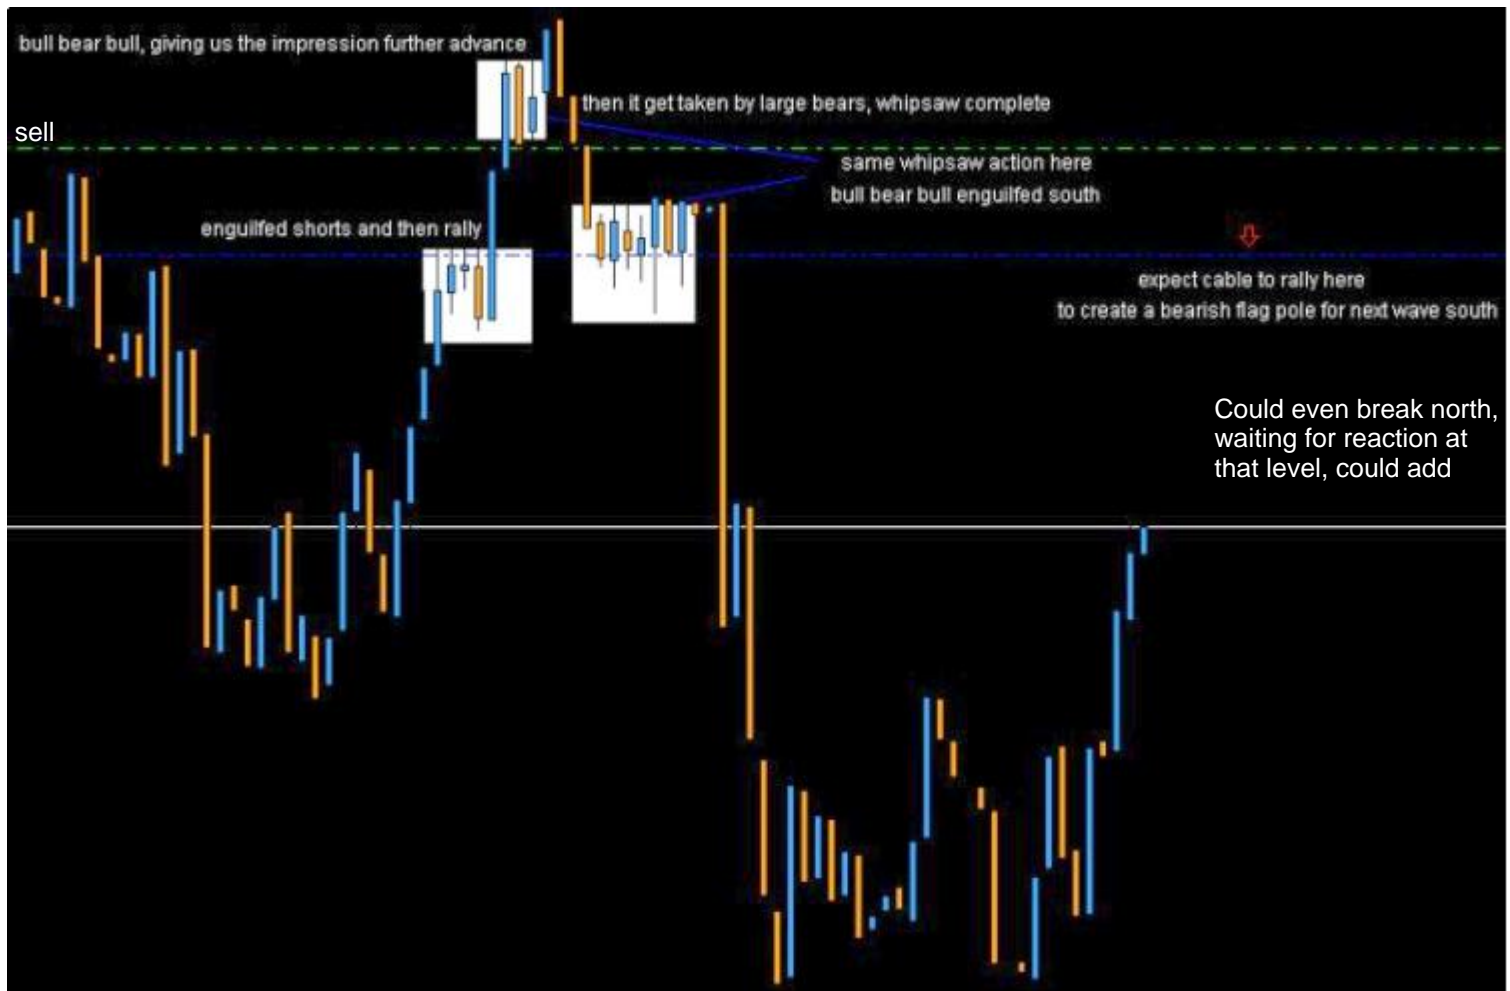 bull bear bull, giving us the impression further advance
then it get taken by large bears, whipsaw complete
sell
same whipsaw action here
bull bear bull enguilfed south
enguilfed shorts and then rally
expect cable to rally here
to create a bearish flag pole for next wave south
Could even break north,
waiting for reaction at
that level, could add